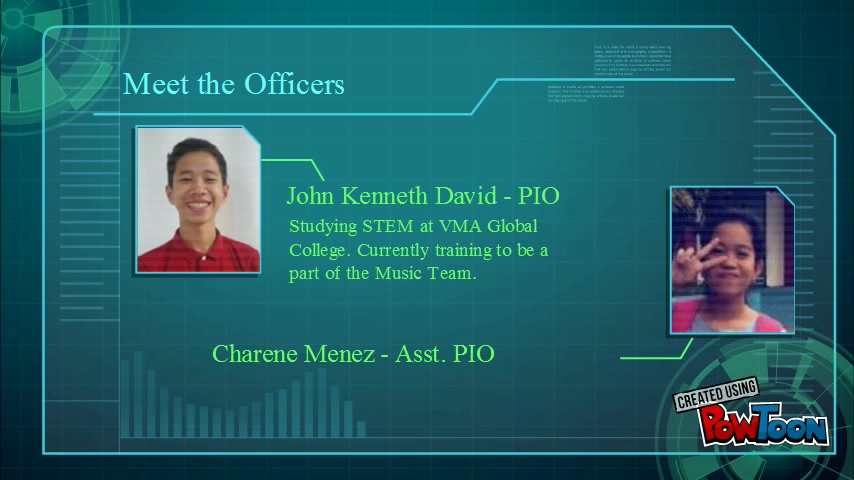 Meet the Officers
John Kenneth David - PIO
Studying STEM at VMA Global
College. Currently training to be a
part of the Music Team.
Charene Menez - Asst. PIO
CREATED USING
POWTOON